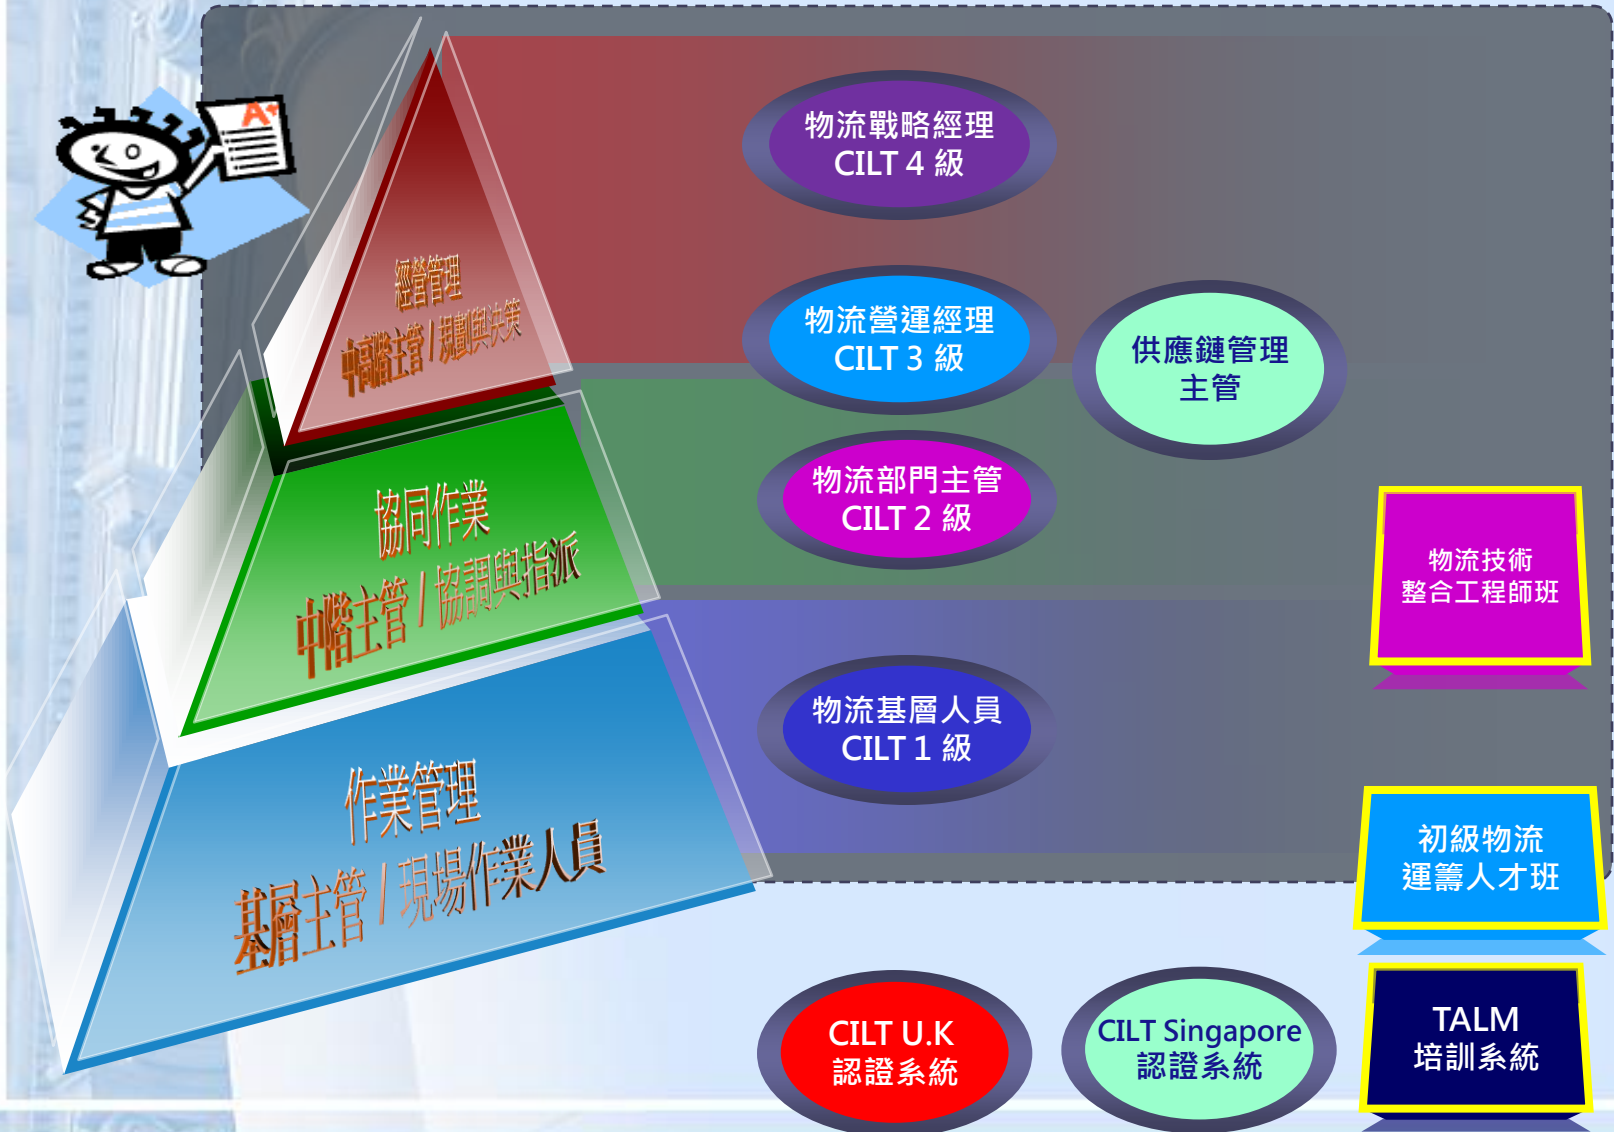 A+
經營管理
中高階主管 / 規劃與決策
協同作業
中階主管 / 協調與指派
作業管理
基層主管 / 現場作業人員
物流戰略經理
CILT 4 級
物流營運經理
CILT 3 級
供應鏈管理
主管
物流部門主管
CILT 2 級
物流技術
整合工程師班
物流基層人員
CILT 1 級
初級物流
運籌人才班
CILT U.K
認證系統
CILT Singapore
認證系統
TALM
培訓系統